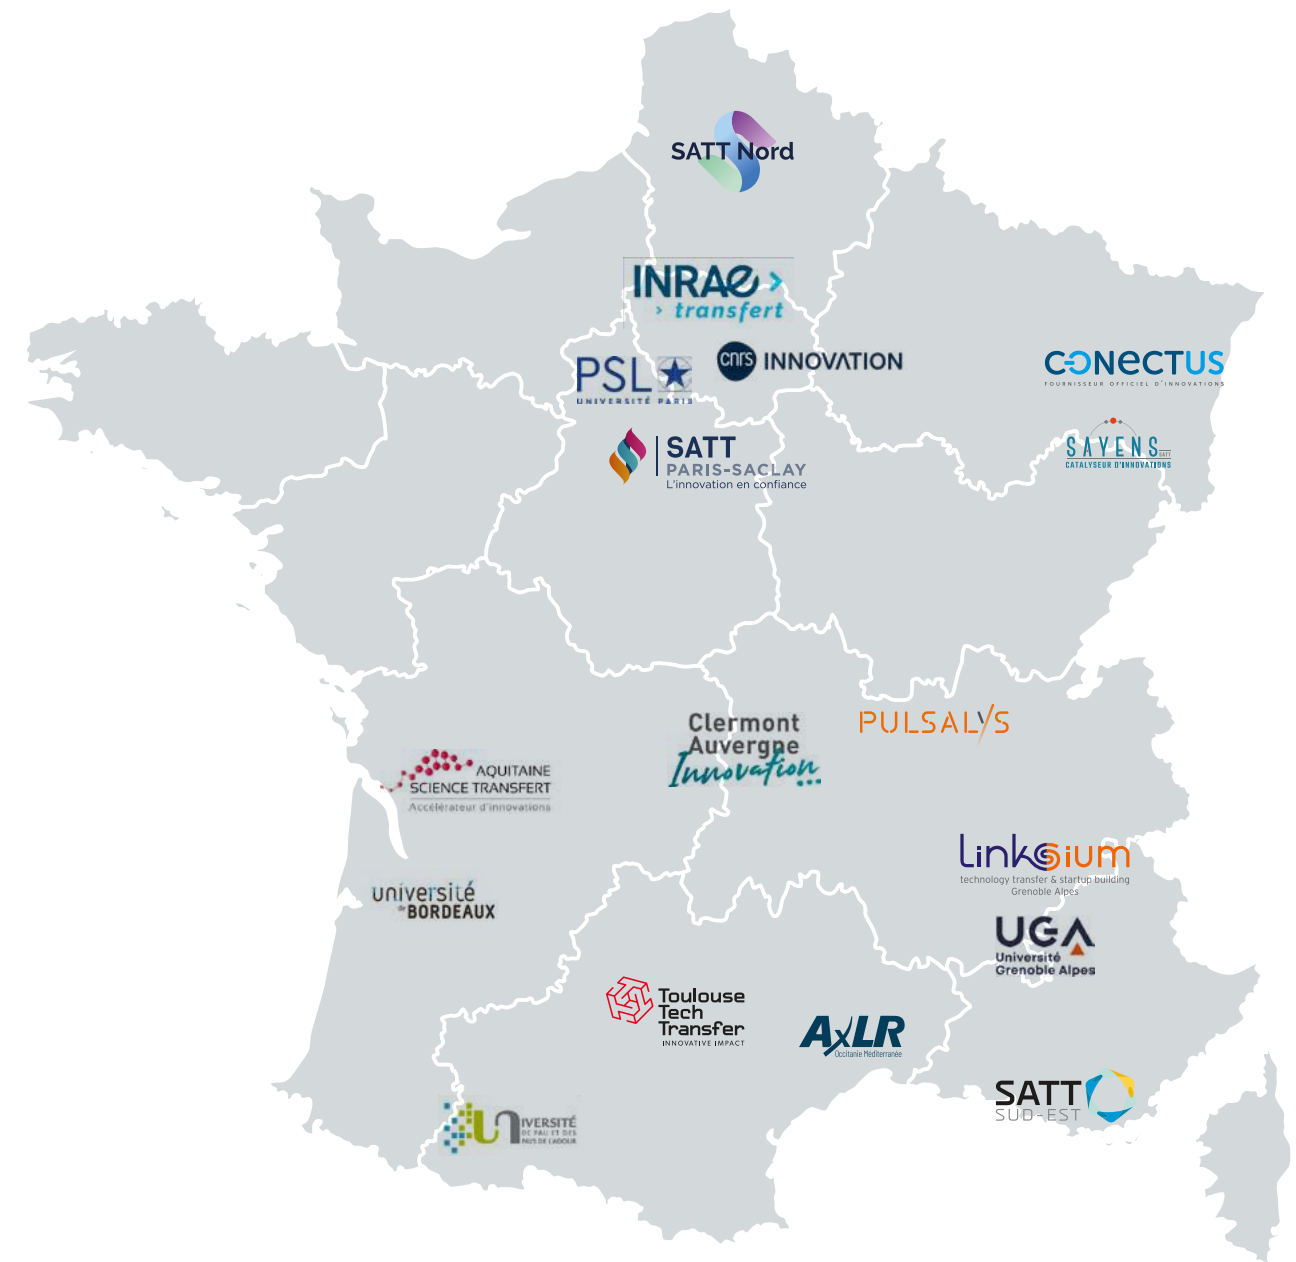 SATT Nord
INRAE
transfert
PSL
UNIVERSITÉ PARIS
cnrs INNOVATION
CONECTUS
FOURNISSEUR OFFICIEL D'INNOVATIONS
SAYENS SATT
CATALYSEUR D'INNOVATIONS
SATT
PARIS-SACLAY
L'innovation en confiance
Clermont
Auvergne
Innovation...
PULSALYS
AQUITAINE
SCIENCE TRANSFERT
Accélérateur d'innovations
Linksium
technology transfer & startup building
Grenoble Alpes
université
de BORDEAUX
UGA
Université
Grenoble Alpes
Toulouse
Tech
Transfer
INNOVATIVE IMPACT
AxLR
Occitanie Méditerranée
SATT
SUD-EST
UNIVERSITÉ
DE PAU ET DES
PAYS DE L'ADOUR